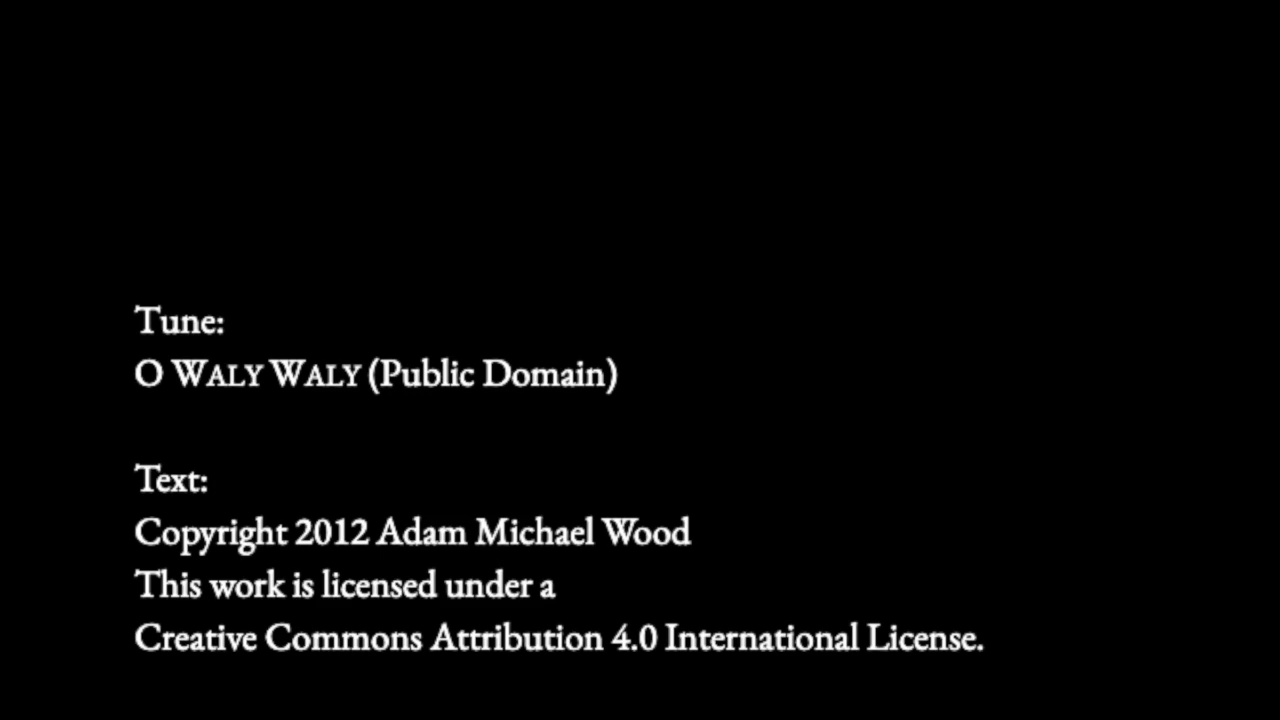 Tune:
O WALY WALY (Public Domain)
Text:
Copyright 2012 Adam Michael Wood
This work is licensed under a
Creative Commons Attribution 4.0 International License.